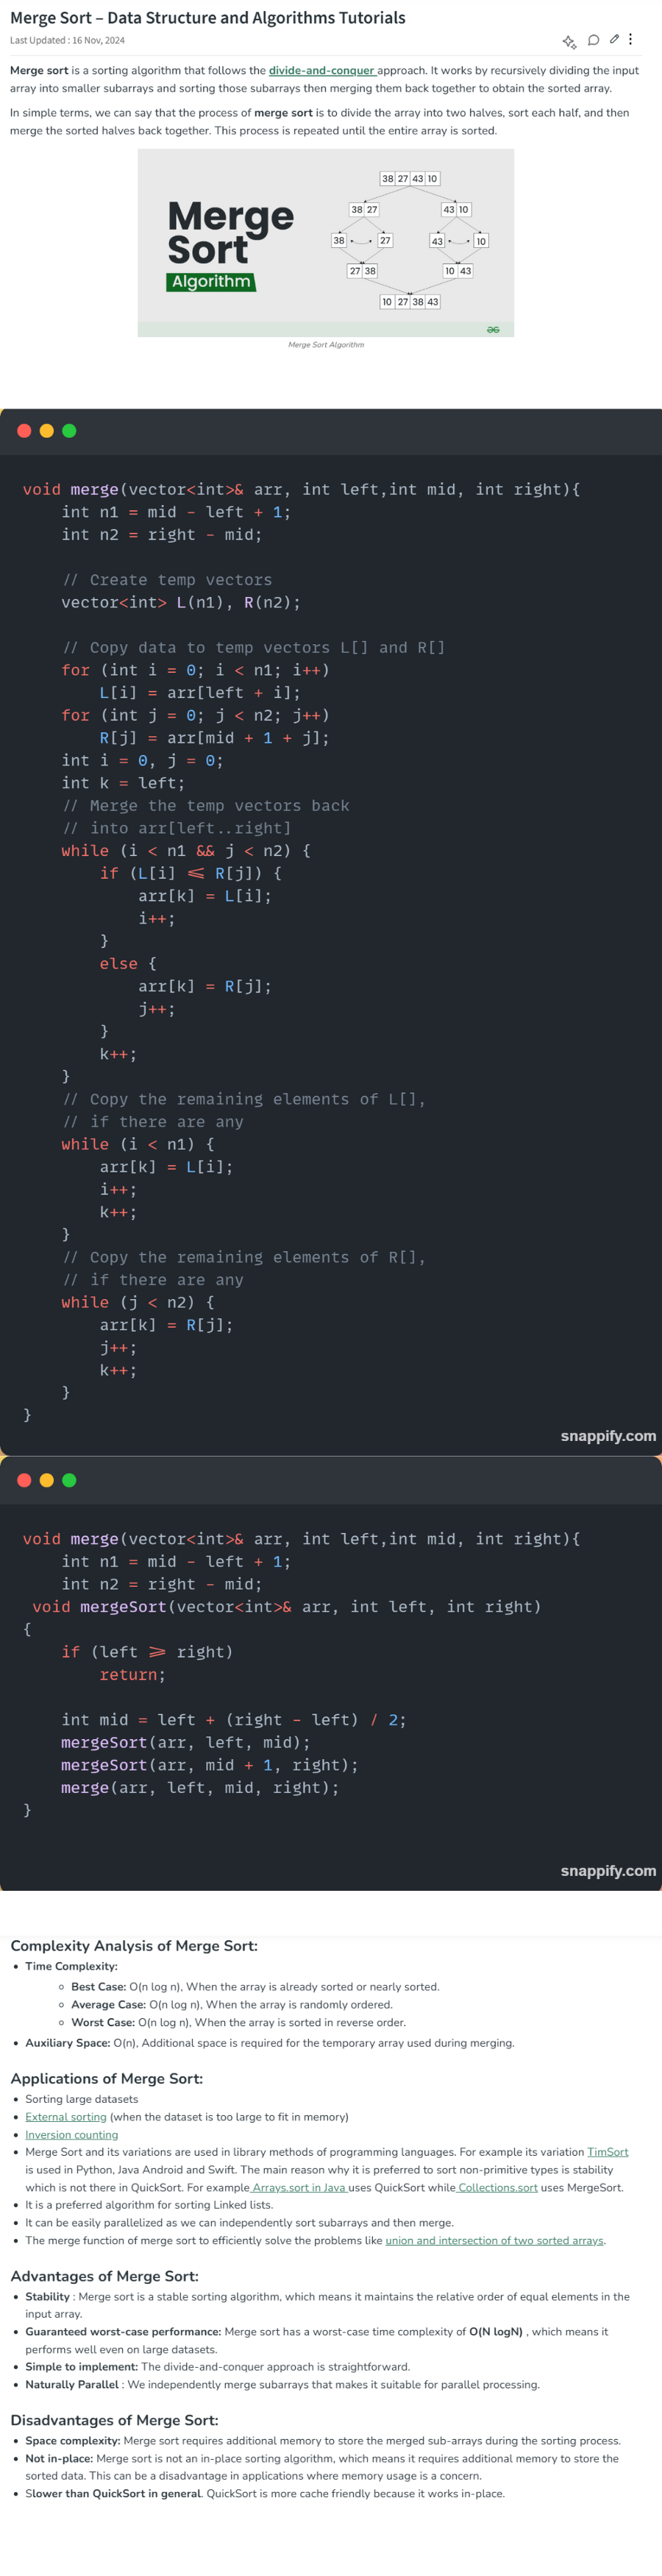 Merge Sort – Data Structure and Algorithms Tutorials
Last Updated : 16 Nov, 2024
Merge sort is a sorting algorithm that follows the divide-and-conquer approach. It works by recursively dividing the input
array into smaller subarrays and sorting those subarrays then merging them back together to obtain the sorted array.
In simple terms, we can say that the process of merge sort is to divide the array into two halves, sort each half, and then
merge the sorted halves back together. This process is repeated until the entire array is sorted.
Merge
Sort
Algorithm
38 27 43 10
38 27 43 10
38 27 43 10
27 38 10 43
10 27 38 43
Merge Sort Algorithm
void merge(vector<int>& arr, int left,int mid, int right){
int n1 = mid - left + 1;
int n2 = right - mid;
// Create temp vectors
vector<int> L(n1), R(n2);
// Copy data to temp vectors L[] and R[]
for (int i = 0; i < n1; i++)
L[i] = arr[left + i];
for (int j = 0; j < n2; j++)
R[j] = arr[mid + 1 + j];
int i = 0, j = 0;
int k = left;
// Merge the temp vectors back
// into arr[left..right]
while (i < n1 && j < n2) {
if (L[i] <= R[j]) {
arr[k] = L[i];
i++;
}
else {
arr[k] = R[j];
j++;
}
k++;
}
// Copy the remaining elements of L[],
// if there are any
while (i < n1) {
arr[k] = L[i];
i++;
k++;
}
// Copy the remaining elements of R[],
// if there are any
while (j < n2) {
arr[k] = R[j];
j++;
k++;
}
}
snappify.com
void merge(vector<int>& arr, int left,int mid, int right){
int n1 = mid - left + 1;
int n2 = right - mid;
void mergeSort(vector<int>& arr, int left, int right)
{
if (left >= right)
return;
int mid = left + (right - left) / 2;
mergeSort(arr, left, mid);
mergeSort(arr, mid + 1, right);
merge(arr, left, mid, right);
}
snappify.com
Complexity Analysis of Merge Sort:
• Time Complexity:
◦ Best Case: O(n log n), When the array is already sorted or nearly sorted.
◦ Average Case: O(n log n), When the array is randomly ordered.
◦ Worst Case: O(n log n), When the array is sorted in reverse order.
• Auxiliary Space: O(n), Additional space is required for the temporary array used during merging.
Applications of Merge Sort:
• Sorting large datasets
• External sorting (when the dataset is too large to fit in memory)
• Inversion counting
• Merge Sort and its variations are used in library methods of programming languages. For example its variation TimSort
is used in Python, Java Android and Swift. The main reason why it is preferred to sort non-primitive types is stability
which is not there in QuickSort. For example Arrays.sort in Java uses QuickSort while Collections.sort uses MergeSort.
• It is a preferred algorithm for sorting Linked lists.
• It can be easily parallelized as we can independently sort subarrays and then merge.
• The merge function of merge sort to efficiently solve the problems like union and intersection of two sorted arrays.
Advantages of Merge Sort:
• Stability : Merge sort is a stable sorting algorithm, which means it maintains the relative order of equal elements in the
input array.
• Guaranteed worst-case performance: Merge sort has a worst-case time complexity of O(N logN) , which means it
performs well even on large datasets.
• Simple to implement: The divide-and-conquer approach is straightforward.
• Naturally Parallel : We independently merge subarrays that makes it suitable for parallel processing.
Disadvantages of Merge Sort:
• Space complexity: Merge sort requires additional memory to store the merged sub-arrays during the sorting process.
• Not in-place: Merge sort is not an in-place sorting algorithm, which means it requires additional memory to store the
sorted data. This can be a disadvantage in applications where memory usage is a concern.
• Slower than QuickSort in general. QuickSort is more cache friendly because it works in-place.